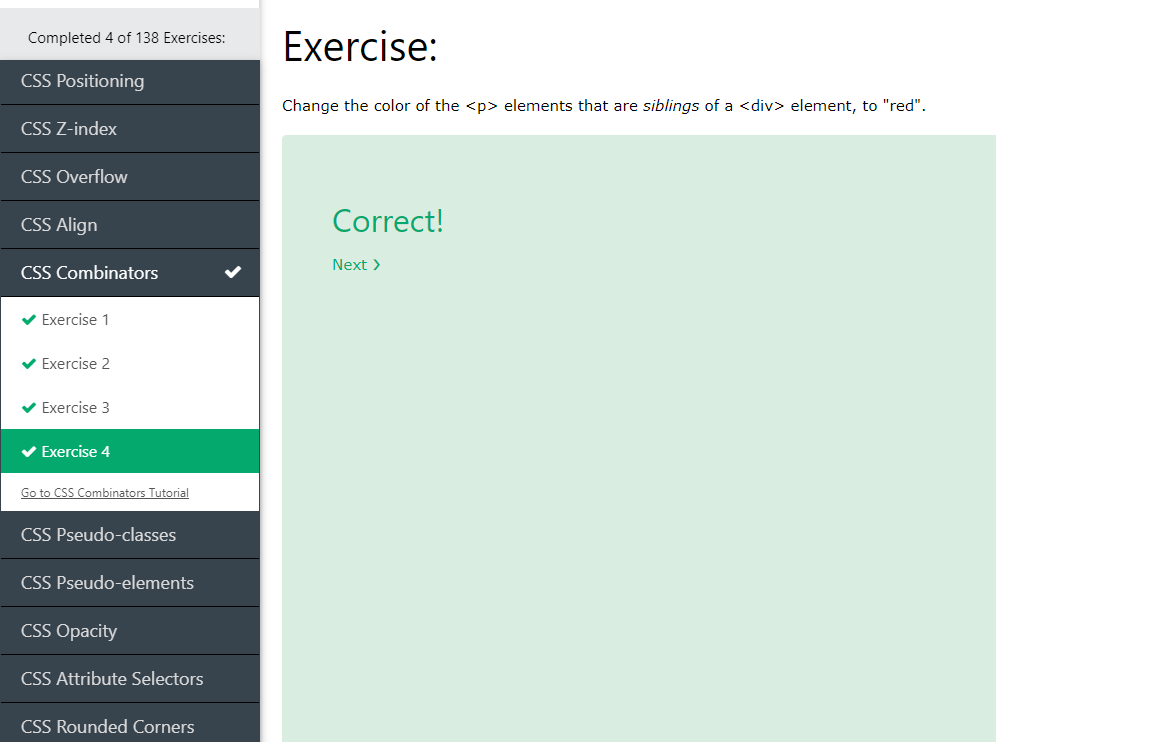 Completed 4 of 138 Exercises:
CSS Positioning
CSS Z-index
CSS Overflow
CSS Align
CSS Combinators
Exercise 1
Exercise 2
Exercise 3
Exercise 4
Go to CSS Combinators Tutorial
CSS Pseudo-classes
CSS Pseudo-elements
CSS Opacity
CSS Attribute Selectors
CSS Rounded Corners
Exercise:
Change the color of the <p> elements that are siblings of a <div> element, to "red".
Correct!
Next ❯